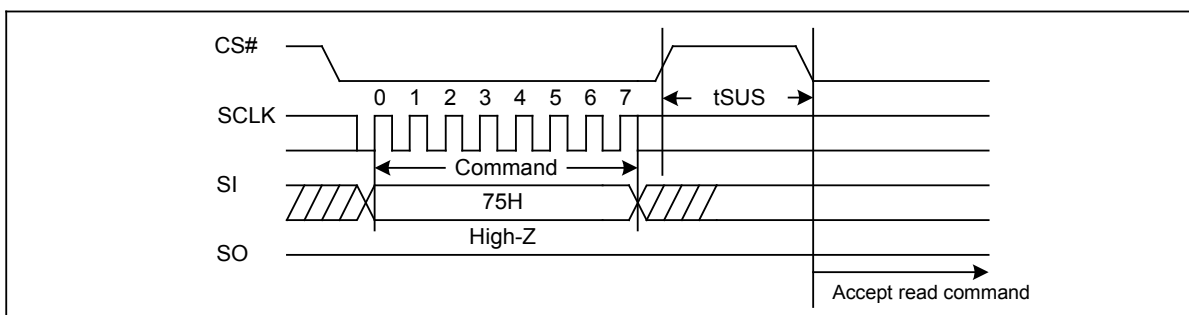 CS#
0 1 2 3 4 5 6 7
tSUS
SCLK
Command
SI
75H
High-Z
SO
Accept read command